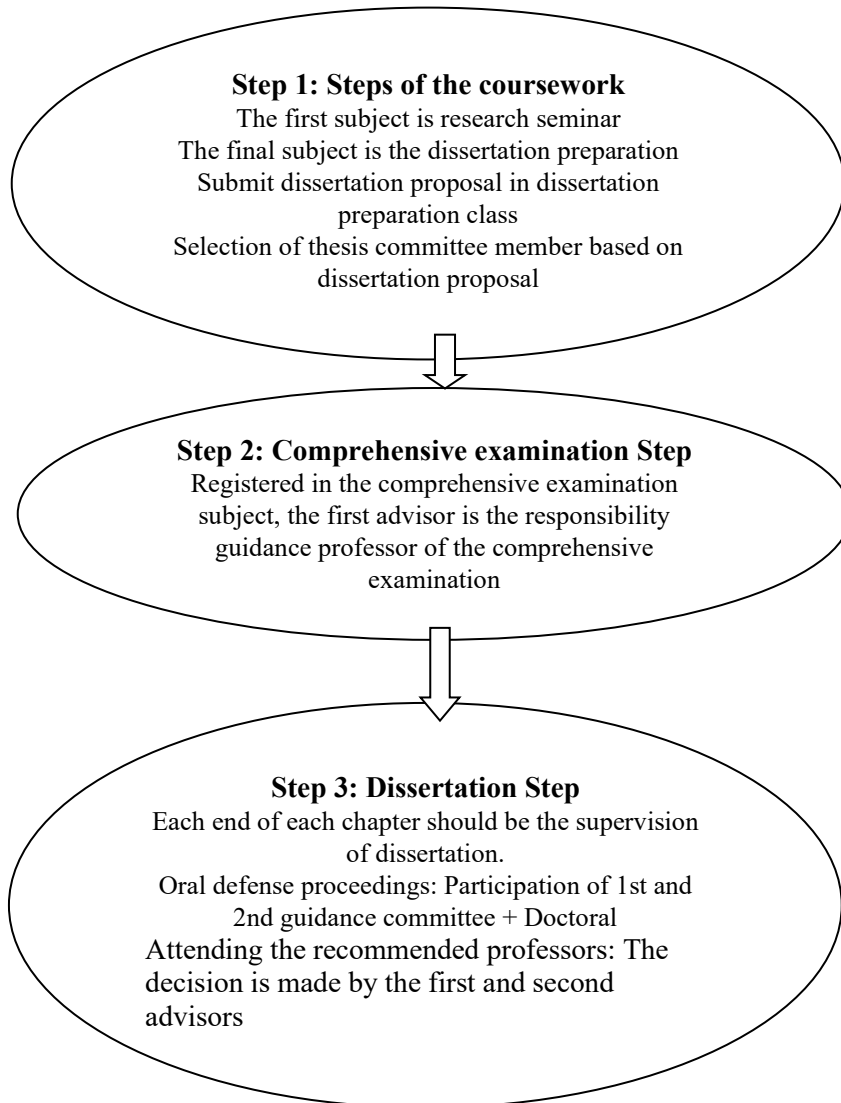 Step 1: Steps of the coursework
The first subject is research seminar
The final subject is the dissertation preparation
Submit dissertation proposal in dissertation
preparation class
Selection of thesis committee member based on
dissertation proposal
Step 2: Comprehensive examination Step
Registered in the comprehensive examination
subject, the first advisor is the responsibility
guidance professor of the comprehensive
examination
Step 3: Dissertation Step
Each end of each chapter should be the supervision
of dissertation.
Oral defense proceedings: Participation of 1st and
2nd guidance committee + Doctoral
Attending the recommended professors: The
decision is made by the first and second
advisors